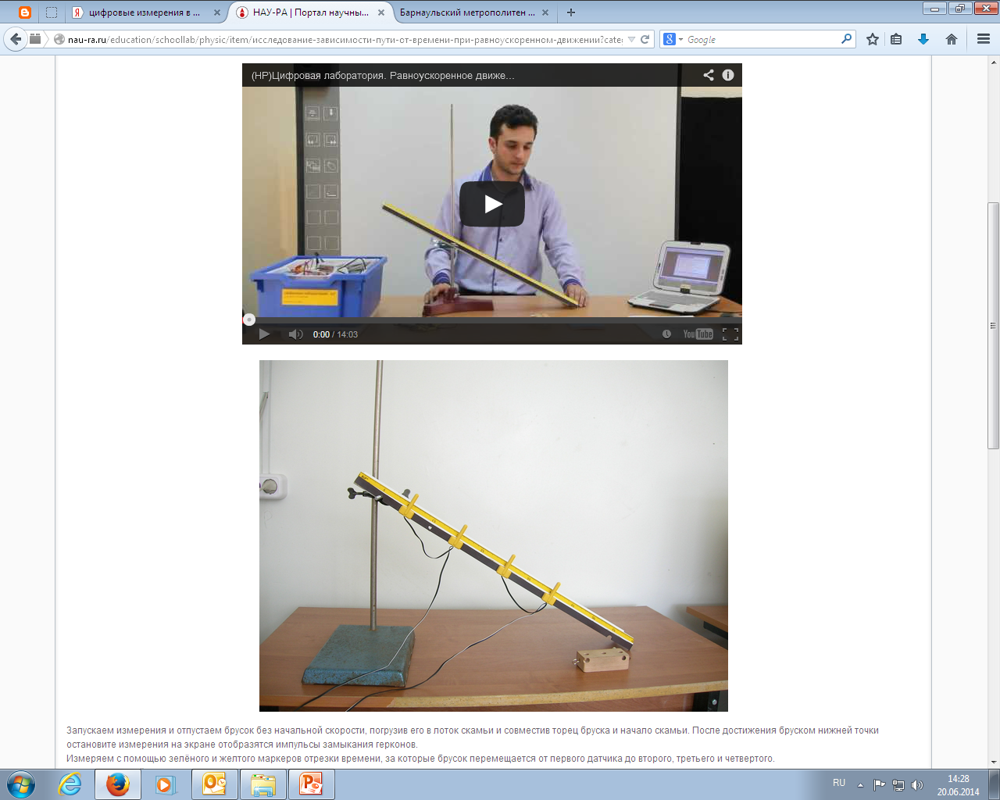 цифровые измерения в ...
НАУ-РА | Портал научны...
Барнаульский метрополитен ...
nau-ra.ru/education/schoollab/physic/item/исследование-зависимости-пути-от-времени-при-равноускоренном-движении?cate
Google
(НР)Цифровая лаборатория. Равноускоренное движе...
0:00 / 14:03
YouTube
Запускаем измерения и отпустаем брусок без начальной скорости, погрузив его в лоток скамьи и совместив торец бруска и начало скамьи. После достижения бруском нижней точки
остановите измерения на экране отобразятся импульсы замыкания герконов.
Измеряем с помощью зелёного и желтого маркеров отрезки времени, за которые брусок перемещается от первого датчика до второго, третьего и четвертого.
RU
14:28
20.06.2014